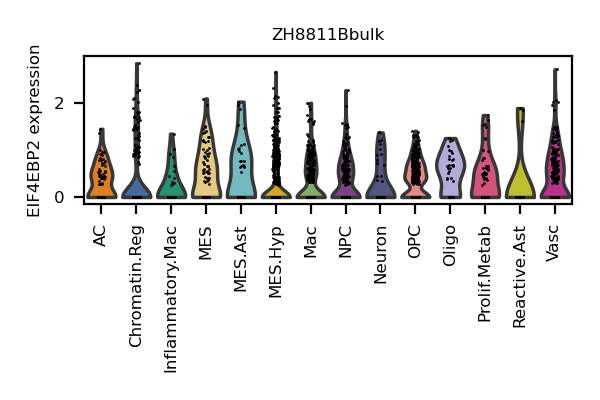 ZH8811Bbulk
EIF4EBP2 expression
2
0
AC
Chromatin.Reg
Inflammatory.Mac
MES
MES.Ast
MES.Hyp
Mac
NPC
Neuron
OPC
Oligo
Prolif.Metab
Reactive.Ast
Vasc